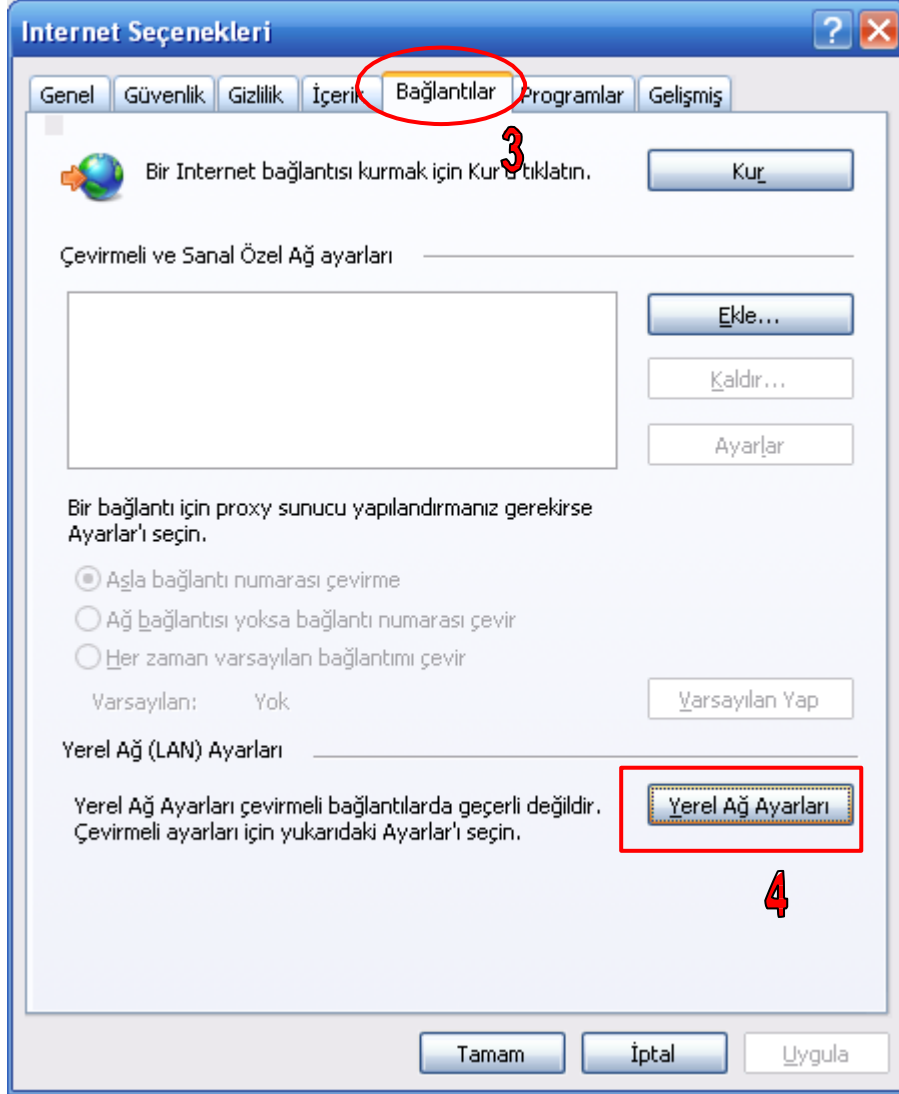 Internet Seçenekleri
Genel Güvenlik Gizlilik İçerik Bağlantılar Programlar Gelişmiş
3
Bir Internet bağlantısı kurmak için Kur'u tıklatın.
Kur
Çevirmeli ve Sanal Özel Ağ ayarları
Ekle...
Kaldır...
Ayarlar
Bir bağlantı için proxy sunucu yapılandırmanız gerekirse
Ayarlar'ı seçin.
Asla bağlantı numarası çevirme
Ağ bağlantısı yoksa bağlantı numarası çevir
Her zaman varsayılan bağlantımı çevir
Varsayılan: Yok
Varsayılan Yap
Yerel Ağ (LAN) Ayarları
Yerel Ağ Ayarları çevirmeli bağlantılarda geçerli değildir.
Çevirmeli ayarları için yukarıdaki Ayarlar'ı seçin.
Yerel Ağ Ayarları
4
Tamam İptal Uygula